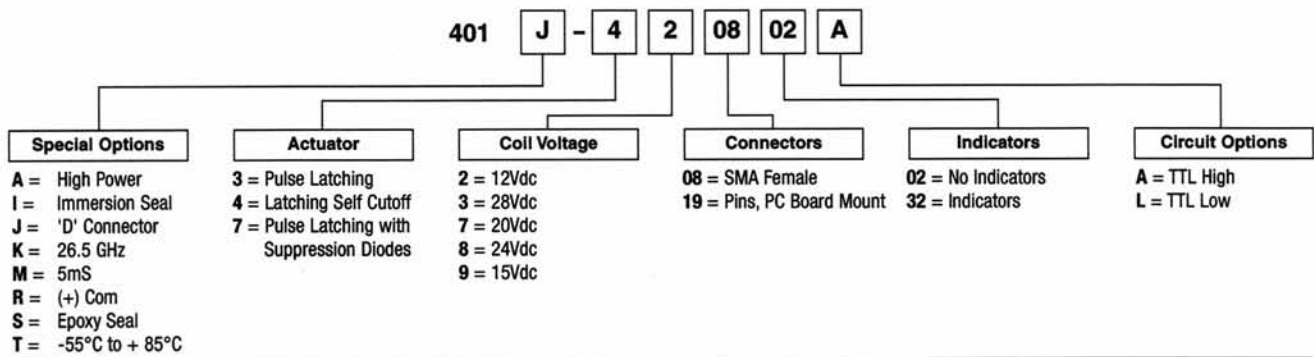 401 J - 4 2 08 02 A
Special Options
A = High Power
I = Immersion Seal
J = 'D' Connector
K = 26.5 GHz
M = 5mS
R = (+) Com
S = Epoxy Seal
T = -55°C to + 85°C
Actuator
3 = Pulse Latching
4 = Latching Self Cutoff
7 = Pulse Latching with
Suppression Diodes
Coil Voltage
2 = 12Vdc
3 = 28Vdc
7 = 20Vdc
8 = 24Vdc
9 = 15Vdc
Connectors
08 = SMA Female
19 = Pins, PC Board Mount
Indicators
02 = No Indicators
32 = Indicators
Circuit Options
A = TTL High
L = TTL Low